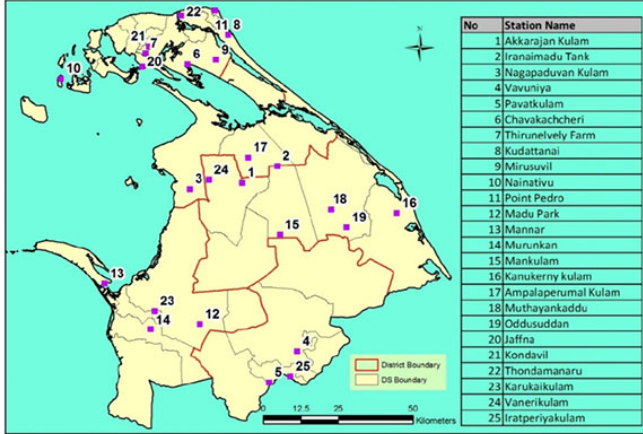 22
11
8
21
7
20
6
9
10
17
2
3
24
1
18
16
19
15
13
23
14
12
4
5
25
District Boundary
DS Boundary
0 12.5 25 50
Kilometers
No Station Name
1 Akkarajan Kulam
2 Iranaimadu Tank
3 Nagapaduvan Kulam
4 Vavuniya
5 Pavatkulam
6 Chavakachcheri
7 Thirunelvely Farm
8 Kudattanai
9 Mirusuvil
10 Nainativu
11 Point Pedro
12 Madu Park
13 Mannar
14 Murunkan
15 Mankulam
16 Kanukerny kulam
17 Ampalaperumal Kulam
18 Muthayankaddu
19 Oddusuddan
20 Jaffna
21 Kondavil
22 Thondamanaru
23 Karukaikulam
24 Vanerikulam
25 Iratperiyakulam